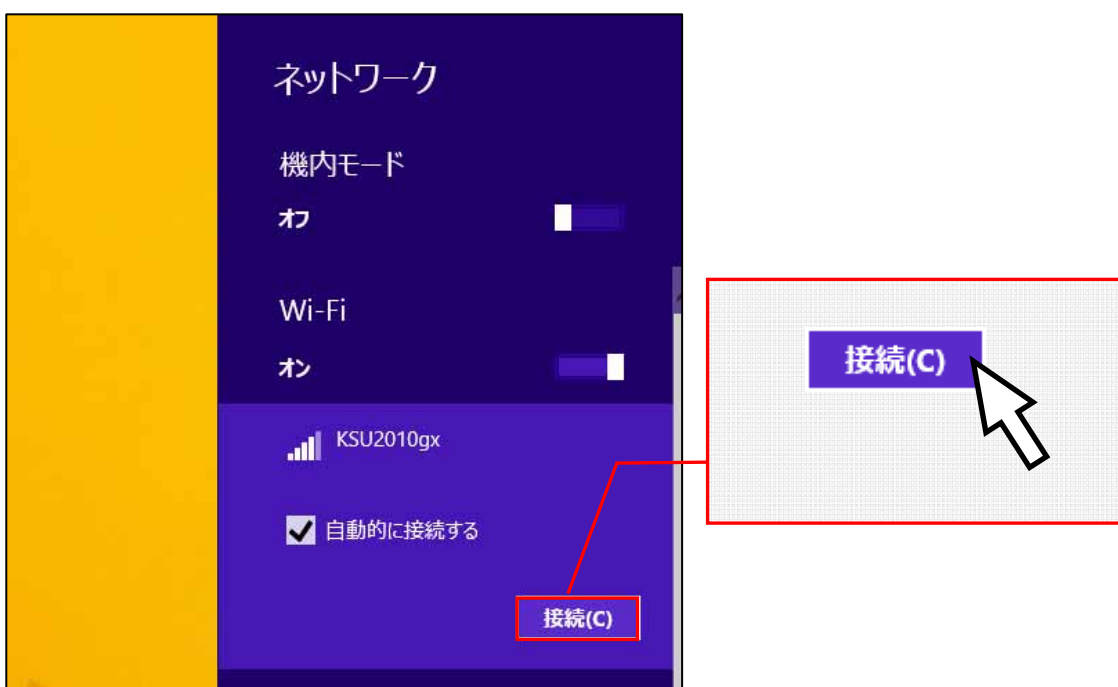 ネットワーク
機内モード
オフ
Wi-Fi
オン
KSU2010gx
自動的に接続する
接続(C)
接続(C)